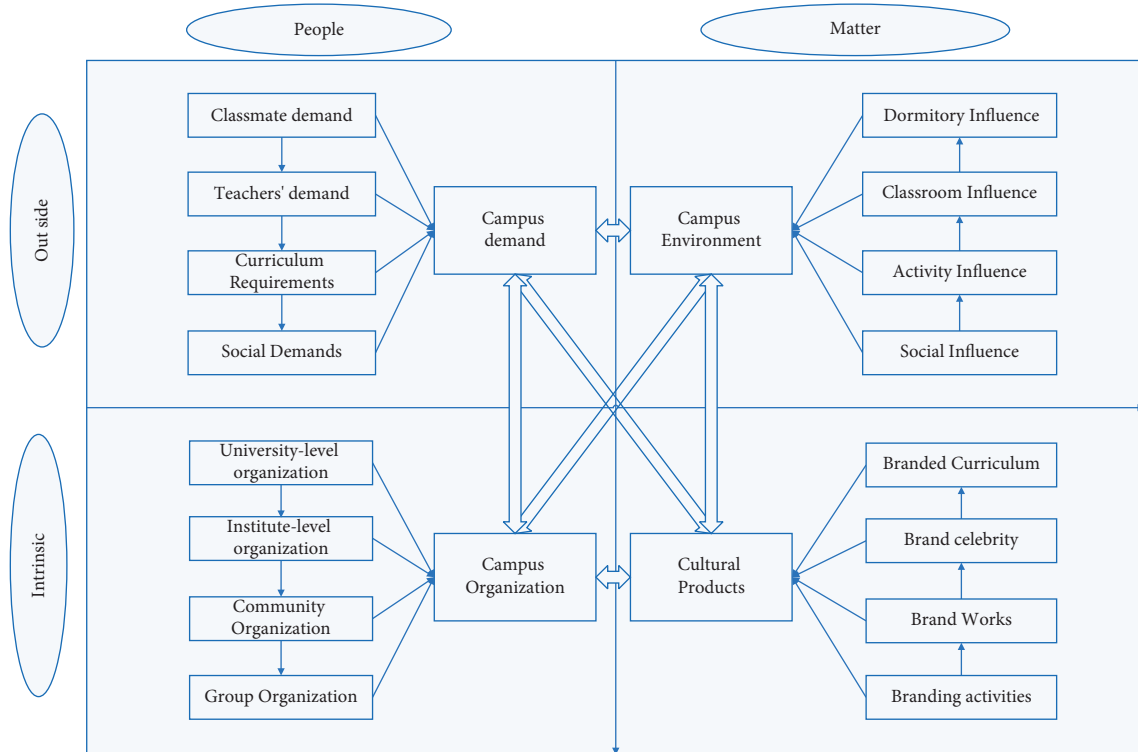 People
Matter
Out side
Classmate demand
Teachers' demand
Curriculum
Requirements
Social Demands
Campus
demand
Campus
Environment
Dormitory Influence
Classroom Influence
Activity Influence
Social Influence
Intrinsic
University-level
organization
Institute-level
organization
Community
Organization
Group Organization
Campus
Organization
Cultural
Products
Branded Curriculum
Brand celebrity
Brand Works
Branding activities